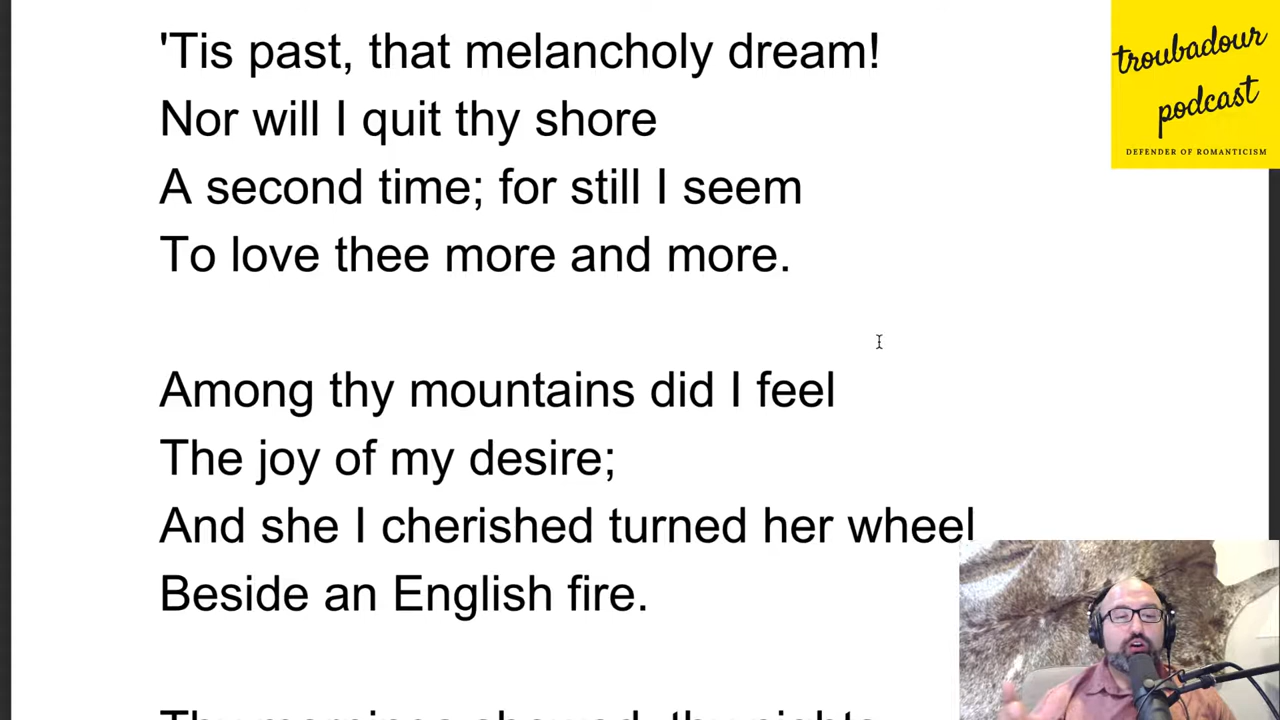 'Tis past, that melancholy dream!
Nor will I quit thy shore
A second time; for still I seem
To love thee more and more.
Among thy mountains did I feel
The joy of my desire;
And she I cherished turned her wheel
Beside an English fire.
troubadour
podcast
DEFENDER OF ROMANTICISM